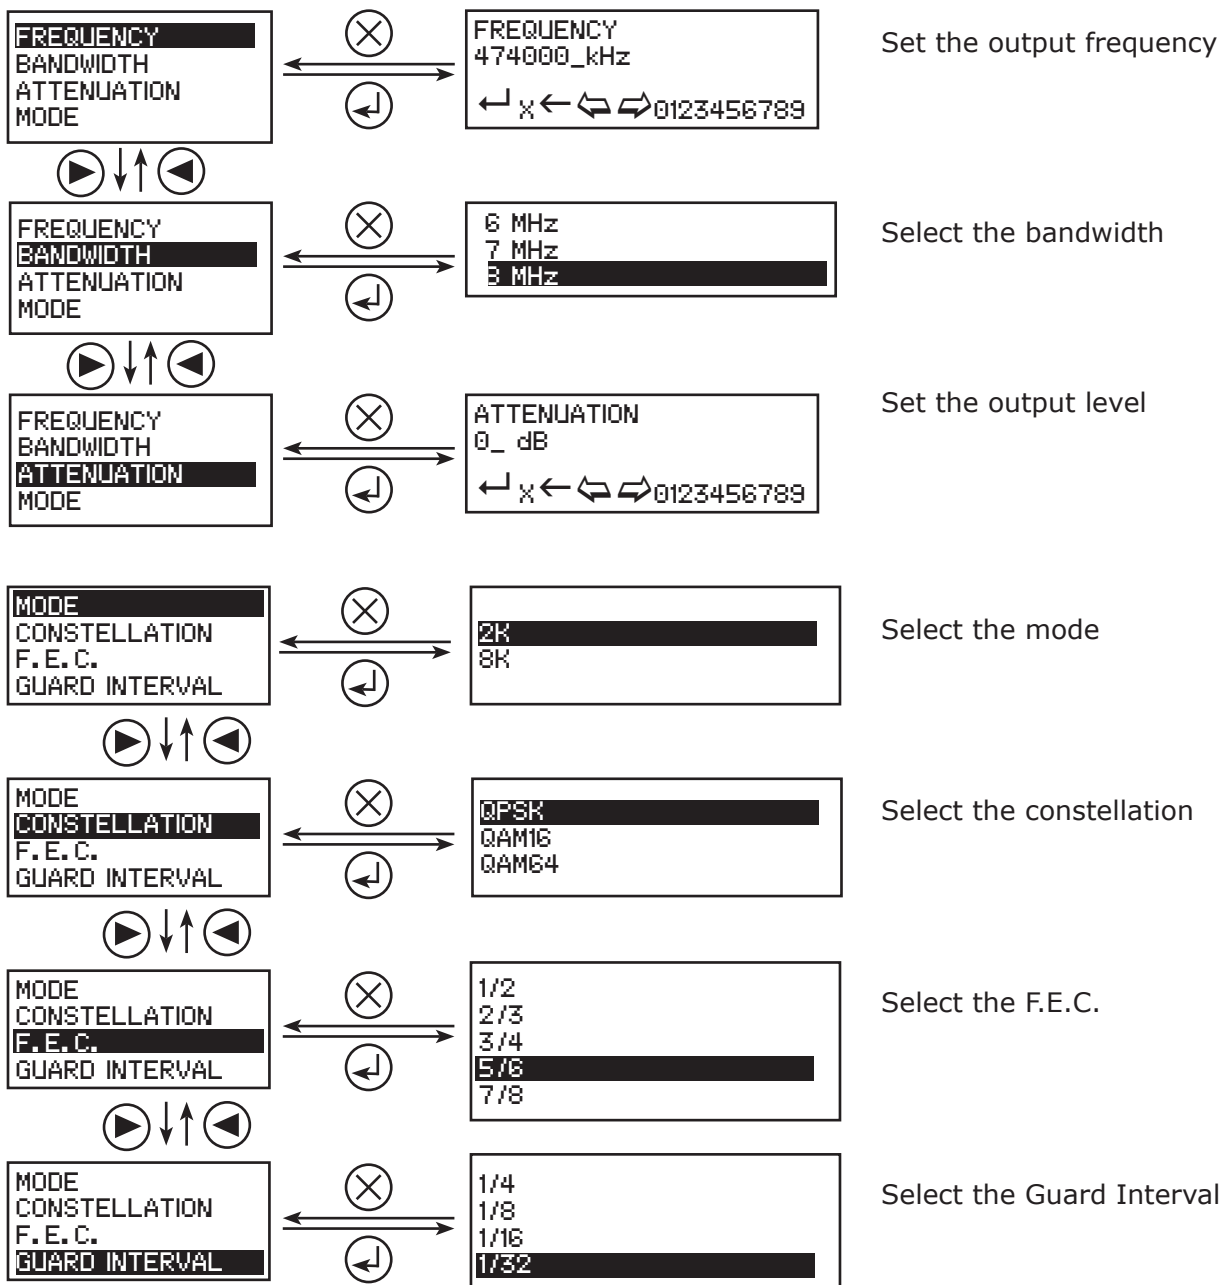 FREQUENCY
BANDWIDTH
ATTENUATION
MODE
FREQUENCY
474000_kHz
↵ X ← ⇦ ⇨ 0123456789
Set the output frequency
FREQUENCY
BANDWIDTH
ATTENUATION
MODE
6 MHz
7 MHz
8 MHz
Select the bandwidth
FREQUENCY
BANDWIDTH
ATTENUATION
MODE
ATTENUATION
0_ dB
↵ X ← ⇦ ⇨ 0123456789
Set the output level
MODE
CONSTELLATION
F.E.C.
GUARD INTERVAL
2K
8K
Select the mode
MODE
CONSTELLATION
F.E.C.
GUARD INTERVAL
QPSK
QAM16
QAM64
Select the constellation
MODE
CONSTELLATION
F.E.C.
GUARD INTERVAL
1/2
2/3
3/4
5/6
7/8
Select the F.E.C.
MODE
CONSTELLATION
F.E.C.
GUARD INTERVAL
1/4
1/8
1/16
1/32
Select the Guard Interval